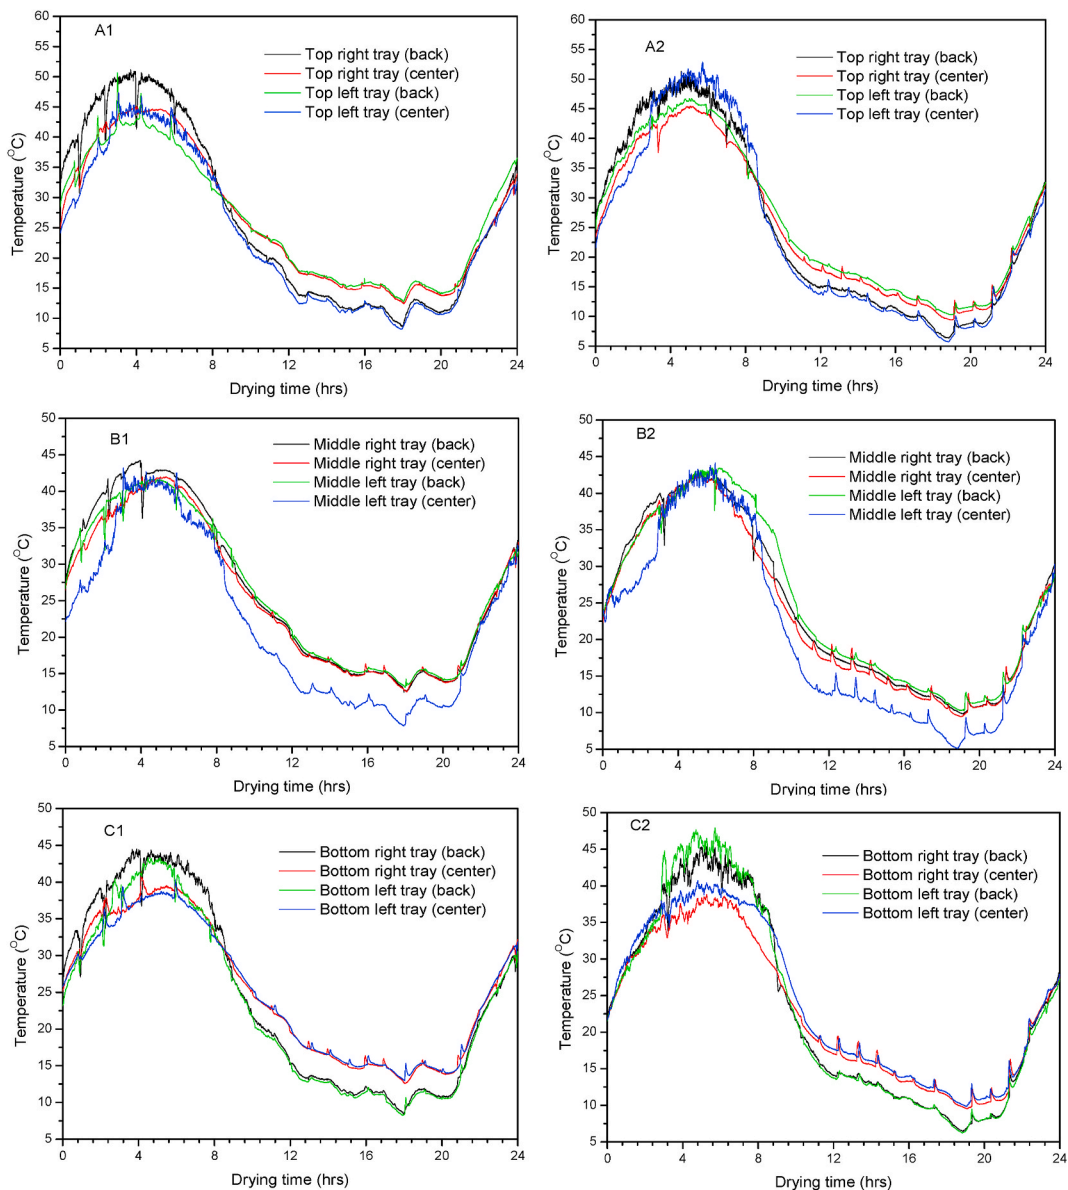 A1
Top right tray (back)
Top right tray (center)
Top left tray (back)
Top left tray (center)
Temperature (°C)
60
55
50
45
40
35
30
25
20
15
10
5
0 4 8 12 16 20 24
Drying time (hrs)
A2
Top right tray (back)
Top right tray (center)
Top left tray (back)
Top left tray (center)
Temperature (°C)
60
55
50
45
40
35
30
25
20
15
10
5
0 4 8 12 16 20 24
Drying time (hrs)
B1
Middle right tray (back)
Middle right tray (center)
Middle left tray (back)
Middle left tray (center)
Temperature (°C)
50
45
40
35
30
25
20
15
10
5
0 4 8 12 16 20 24
Drying time (hrs)
B2
Middle right tray (back)
Middle right tray (center)
Middle left tray (back)
Middle left tray (center)
Temperature (°C)
50
45
40
35
30
25
20
15
10
5
0 4 8 12 16 20 24
Drying time (hrs)
C1
Bottom right tray (back)
Bottom right tray (center)
Bottom left tray (back)
Bottom left tray (center)
Temperature (°C)
50
45
40
35
30
25
20
15
10
5
0 4 8 12 16 20 24
Drying time (hrs)
C2
Bottom right tray (back)
Bottom right tray (center)
Bottom left tray (back)
Bottom left tray (center)
Temperature (°C)
50
45
40
35
30
25
20
15
10
5
0 4 8 12 16 20 24
Drying time (hrs)